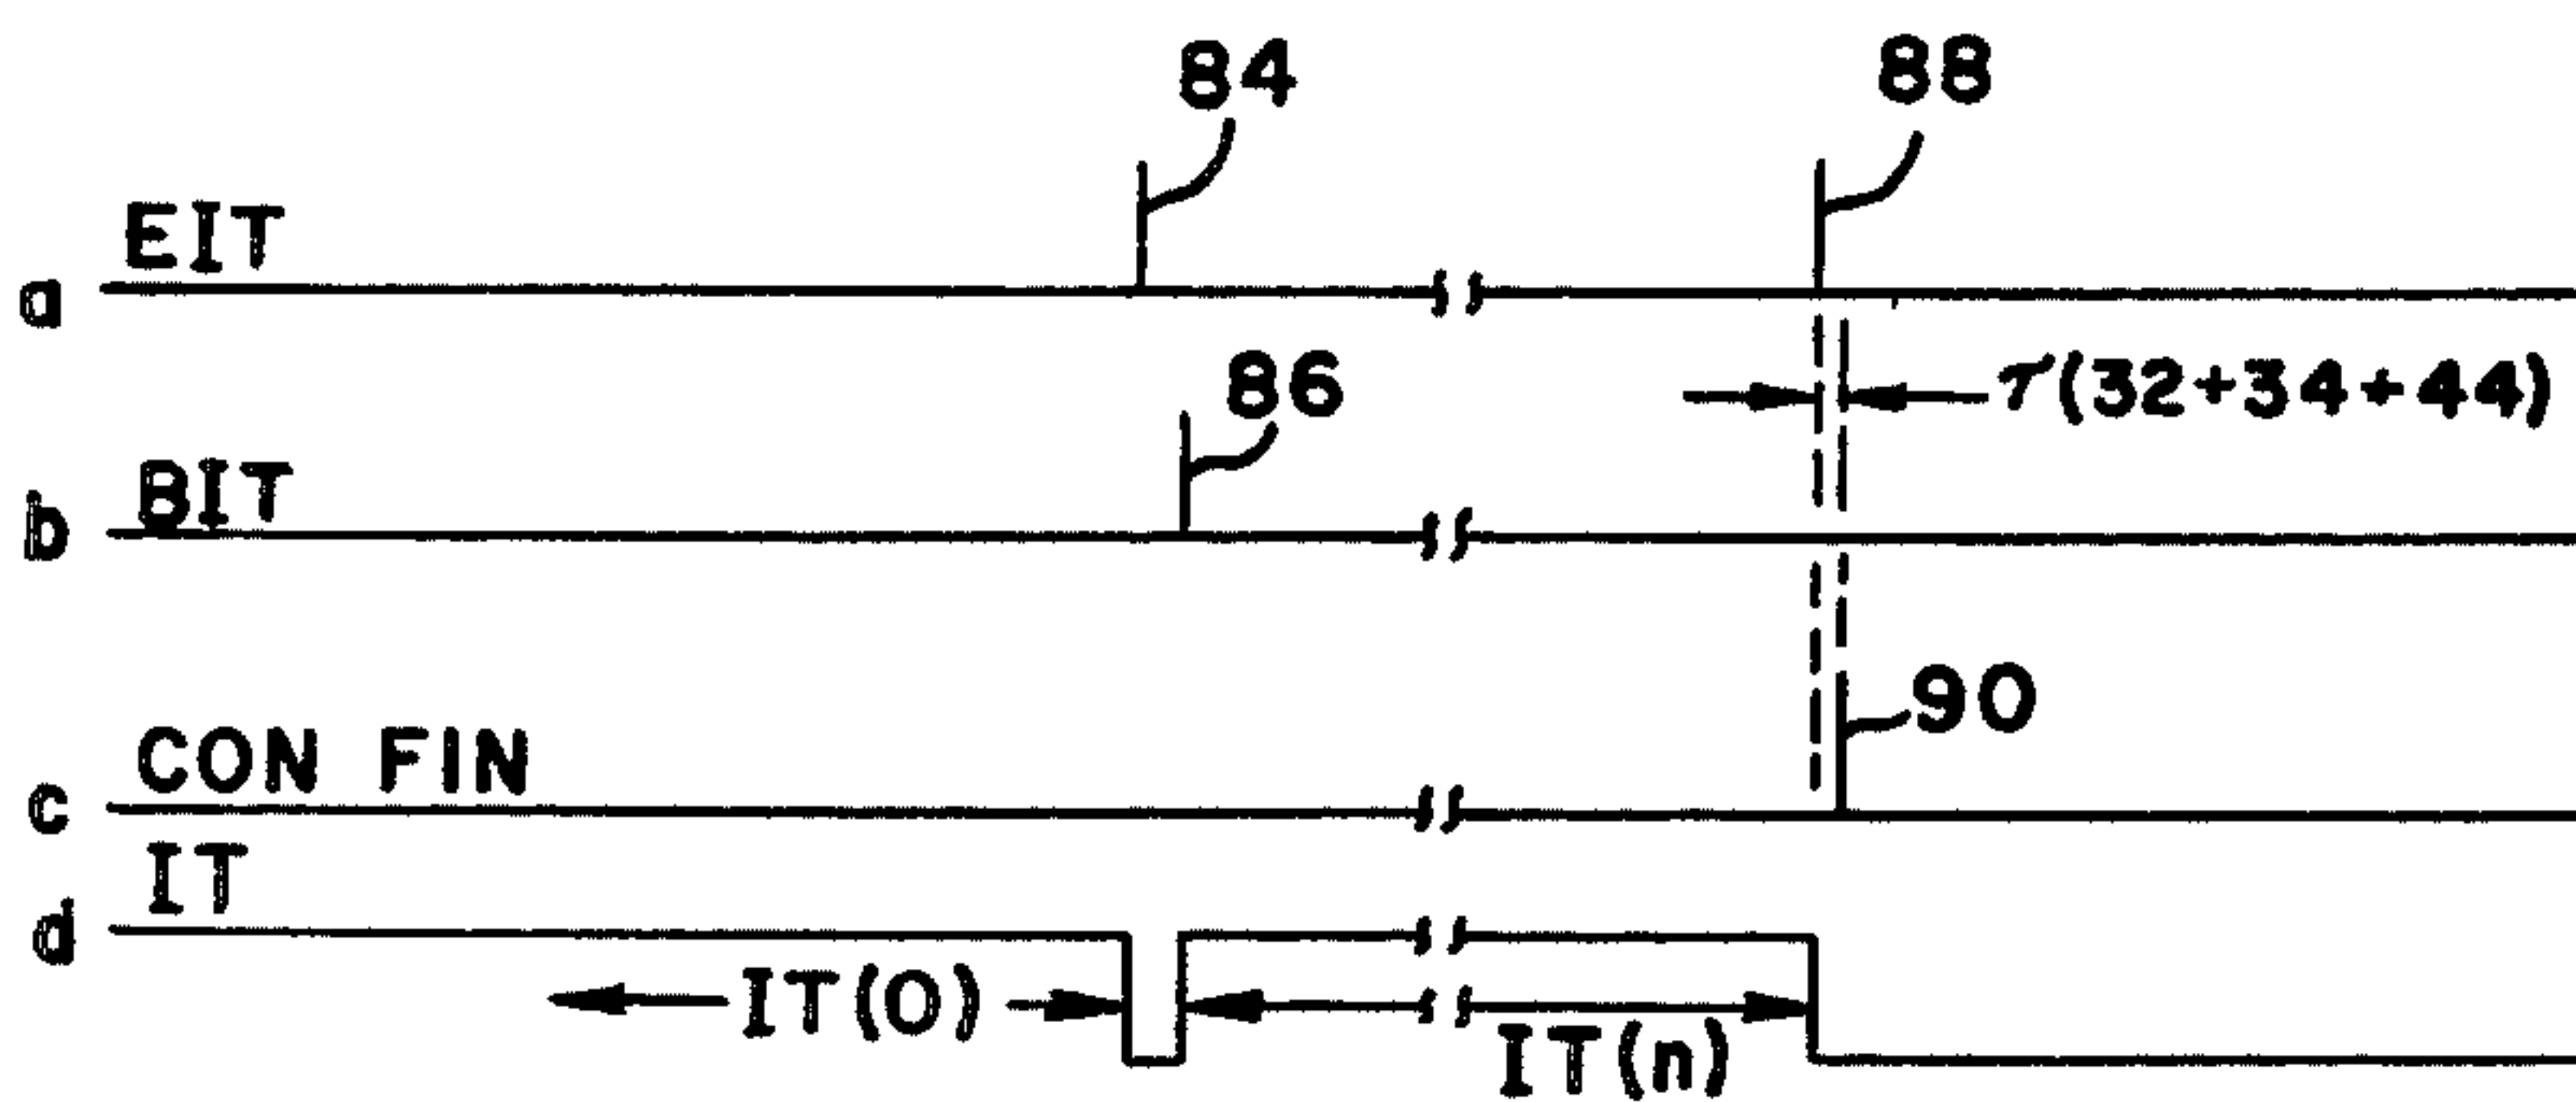 84
88
EIT
a
τ(32+34+44)
86
BIT
b
90
CON FIN
c
IT
d
IT(0)
IT(n)